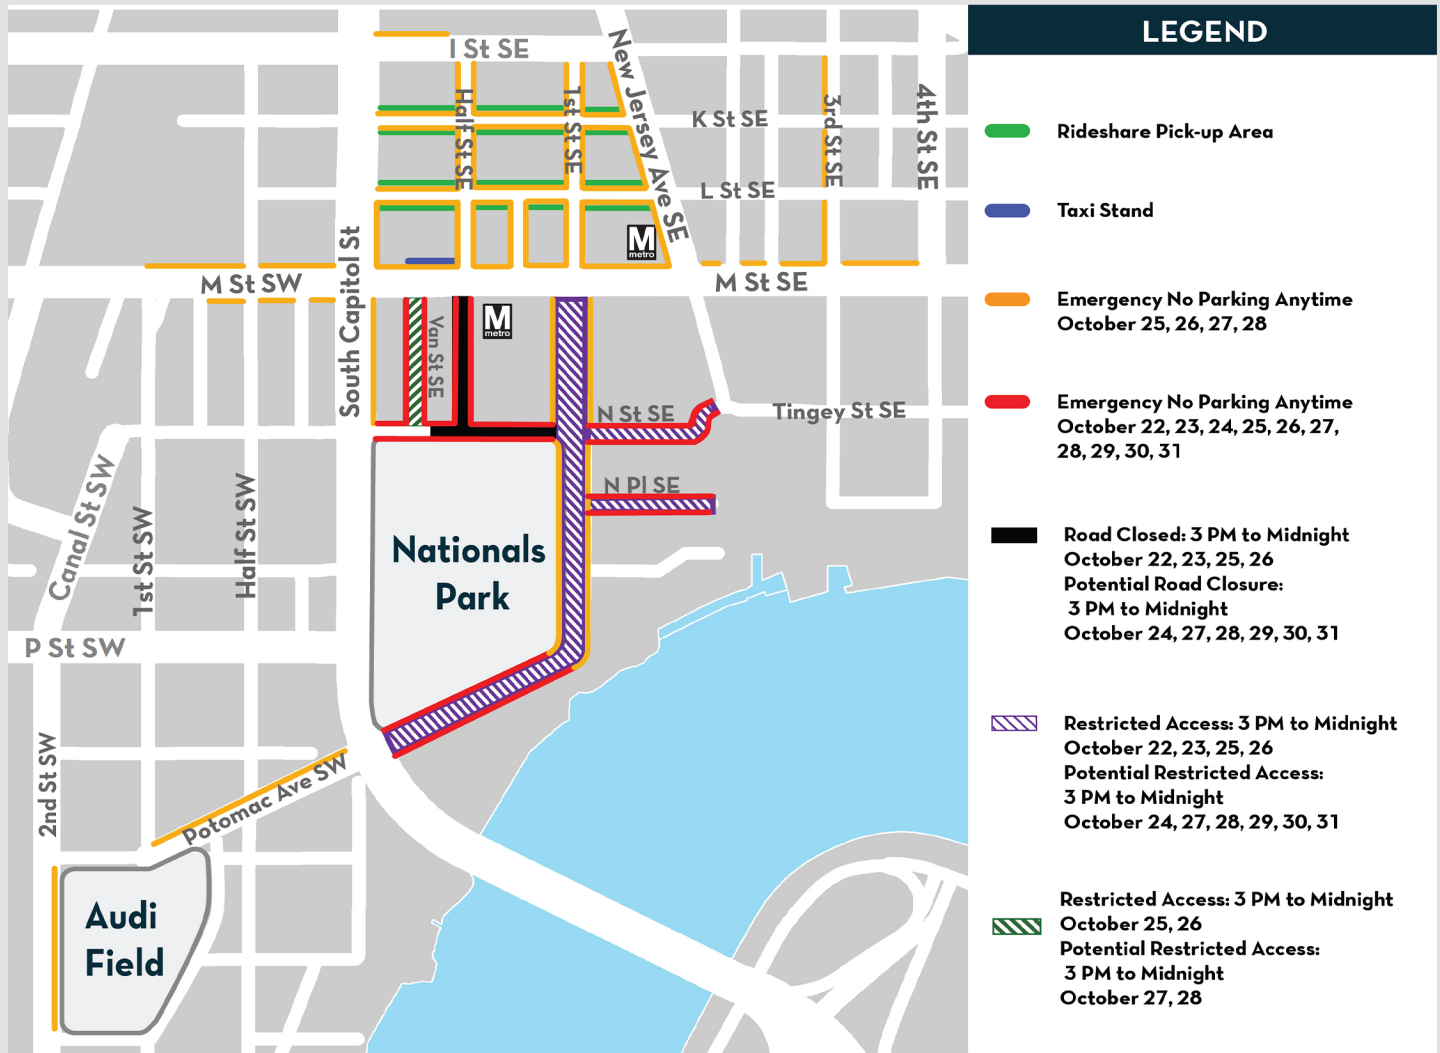 I St SE
New Jersey Ave SE
Half St SE
1st St SE
K St SE
3rd St SE
4th St SE
L St SE
M
metro
South Capitol St
M St SW
M St SE
Van St SE
M
metro
N St SE
Tingey St SE
Canal St SW
1st St SW
Half St SW
N Pl SE
Nationals
Park
P St SW
2nd St SW
Potomac Ave SW
Audi
Field
LEGEND
Rideshare Pick-up Area
Taxi Stand
Emergency No Parking Anytime
October 25, 26, 27, 28
Emergency No Parking Anytime
October 22, 23, 24, 25, 26, 27,
28, 29, 30, 31
Road Closed: 3 PM to Midnight
October 22, 23, 25, 26
Potential Road Closure:
3 PM to Midnight
October 24, 27, 28, 29, 30, 31
Restricted Access: 3 PM to Midnight
October 22, 23, 25, 26
Potential Restricted Access:
3 PM to Midnight
October 24, 27, 28, 29, 30, 31
Restricted Access: 3 PM to Midnight
October 25, 26
Potential Restricted Access:
3 PM to Midnight
October 27, 28